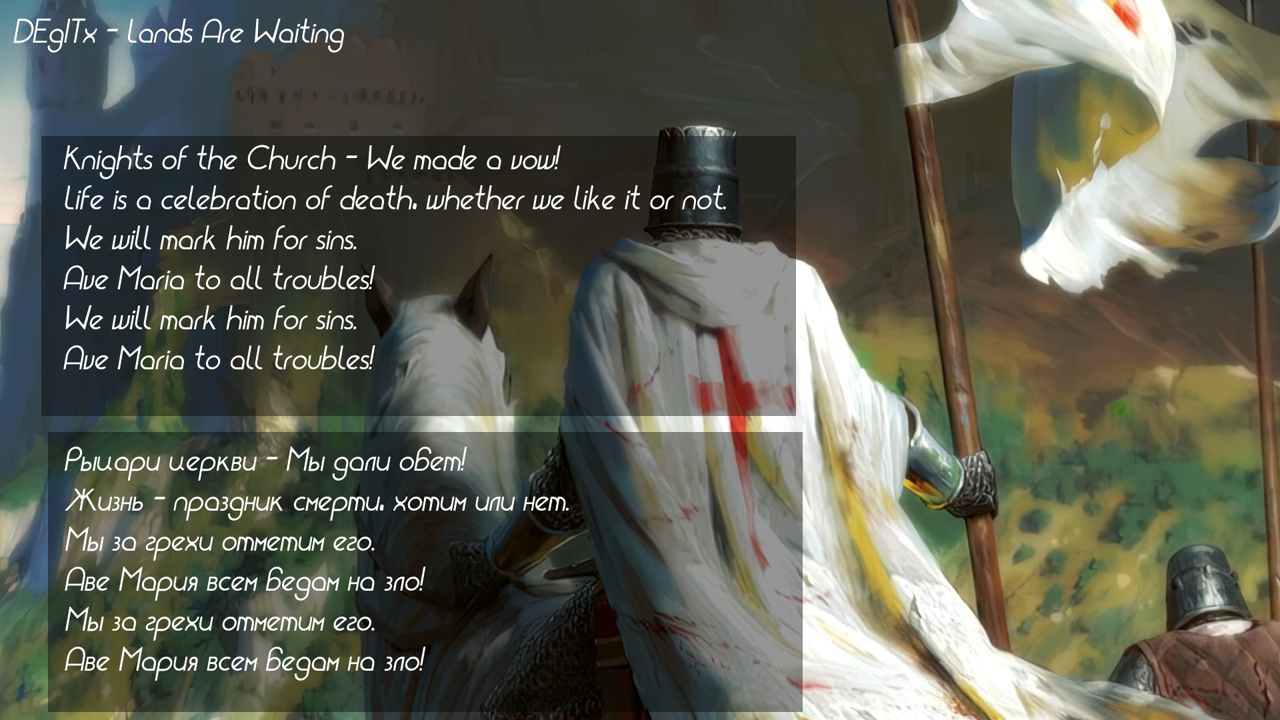 DEgITx - Lands Are Waiting
Knights of the Church - We made a vow!
Life is a celebration of death, whether we like it or not.
We will mark him for sins.
Ave Maria to all troubles!
We will mark him for sins.
Ave Maria to all troubles!
Рыцари церкви - Мы дали обет!
Жизнь - праздник смерти, хотим или нет.
Мы за грехи отметим его.
Аве Мария всем бедам на зло!
Мы за грехи отметим его.
Аве Мария всем бедам на зло!